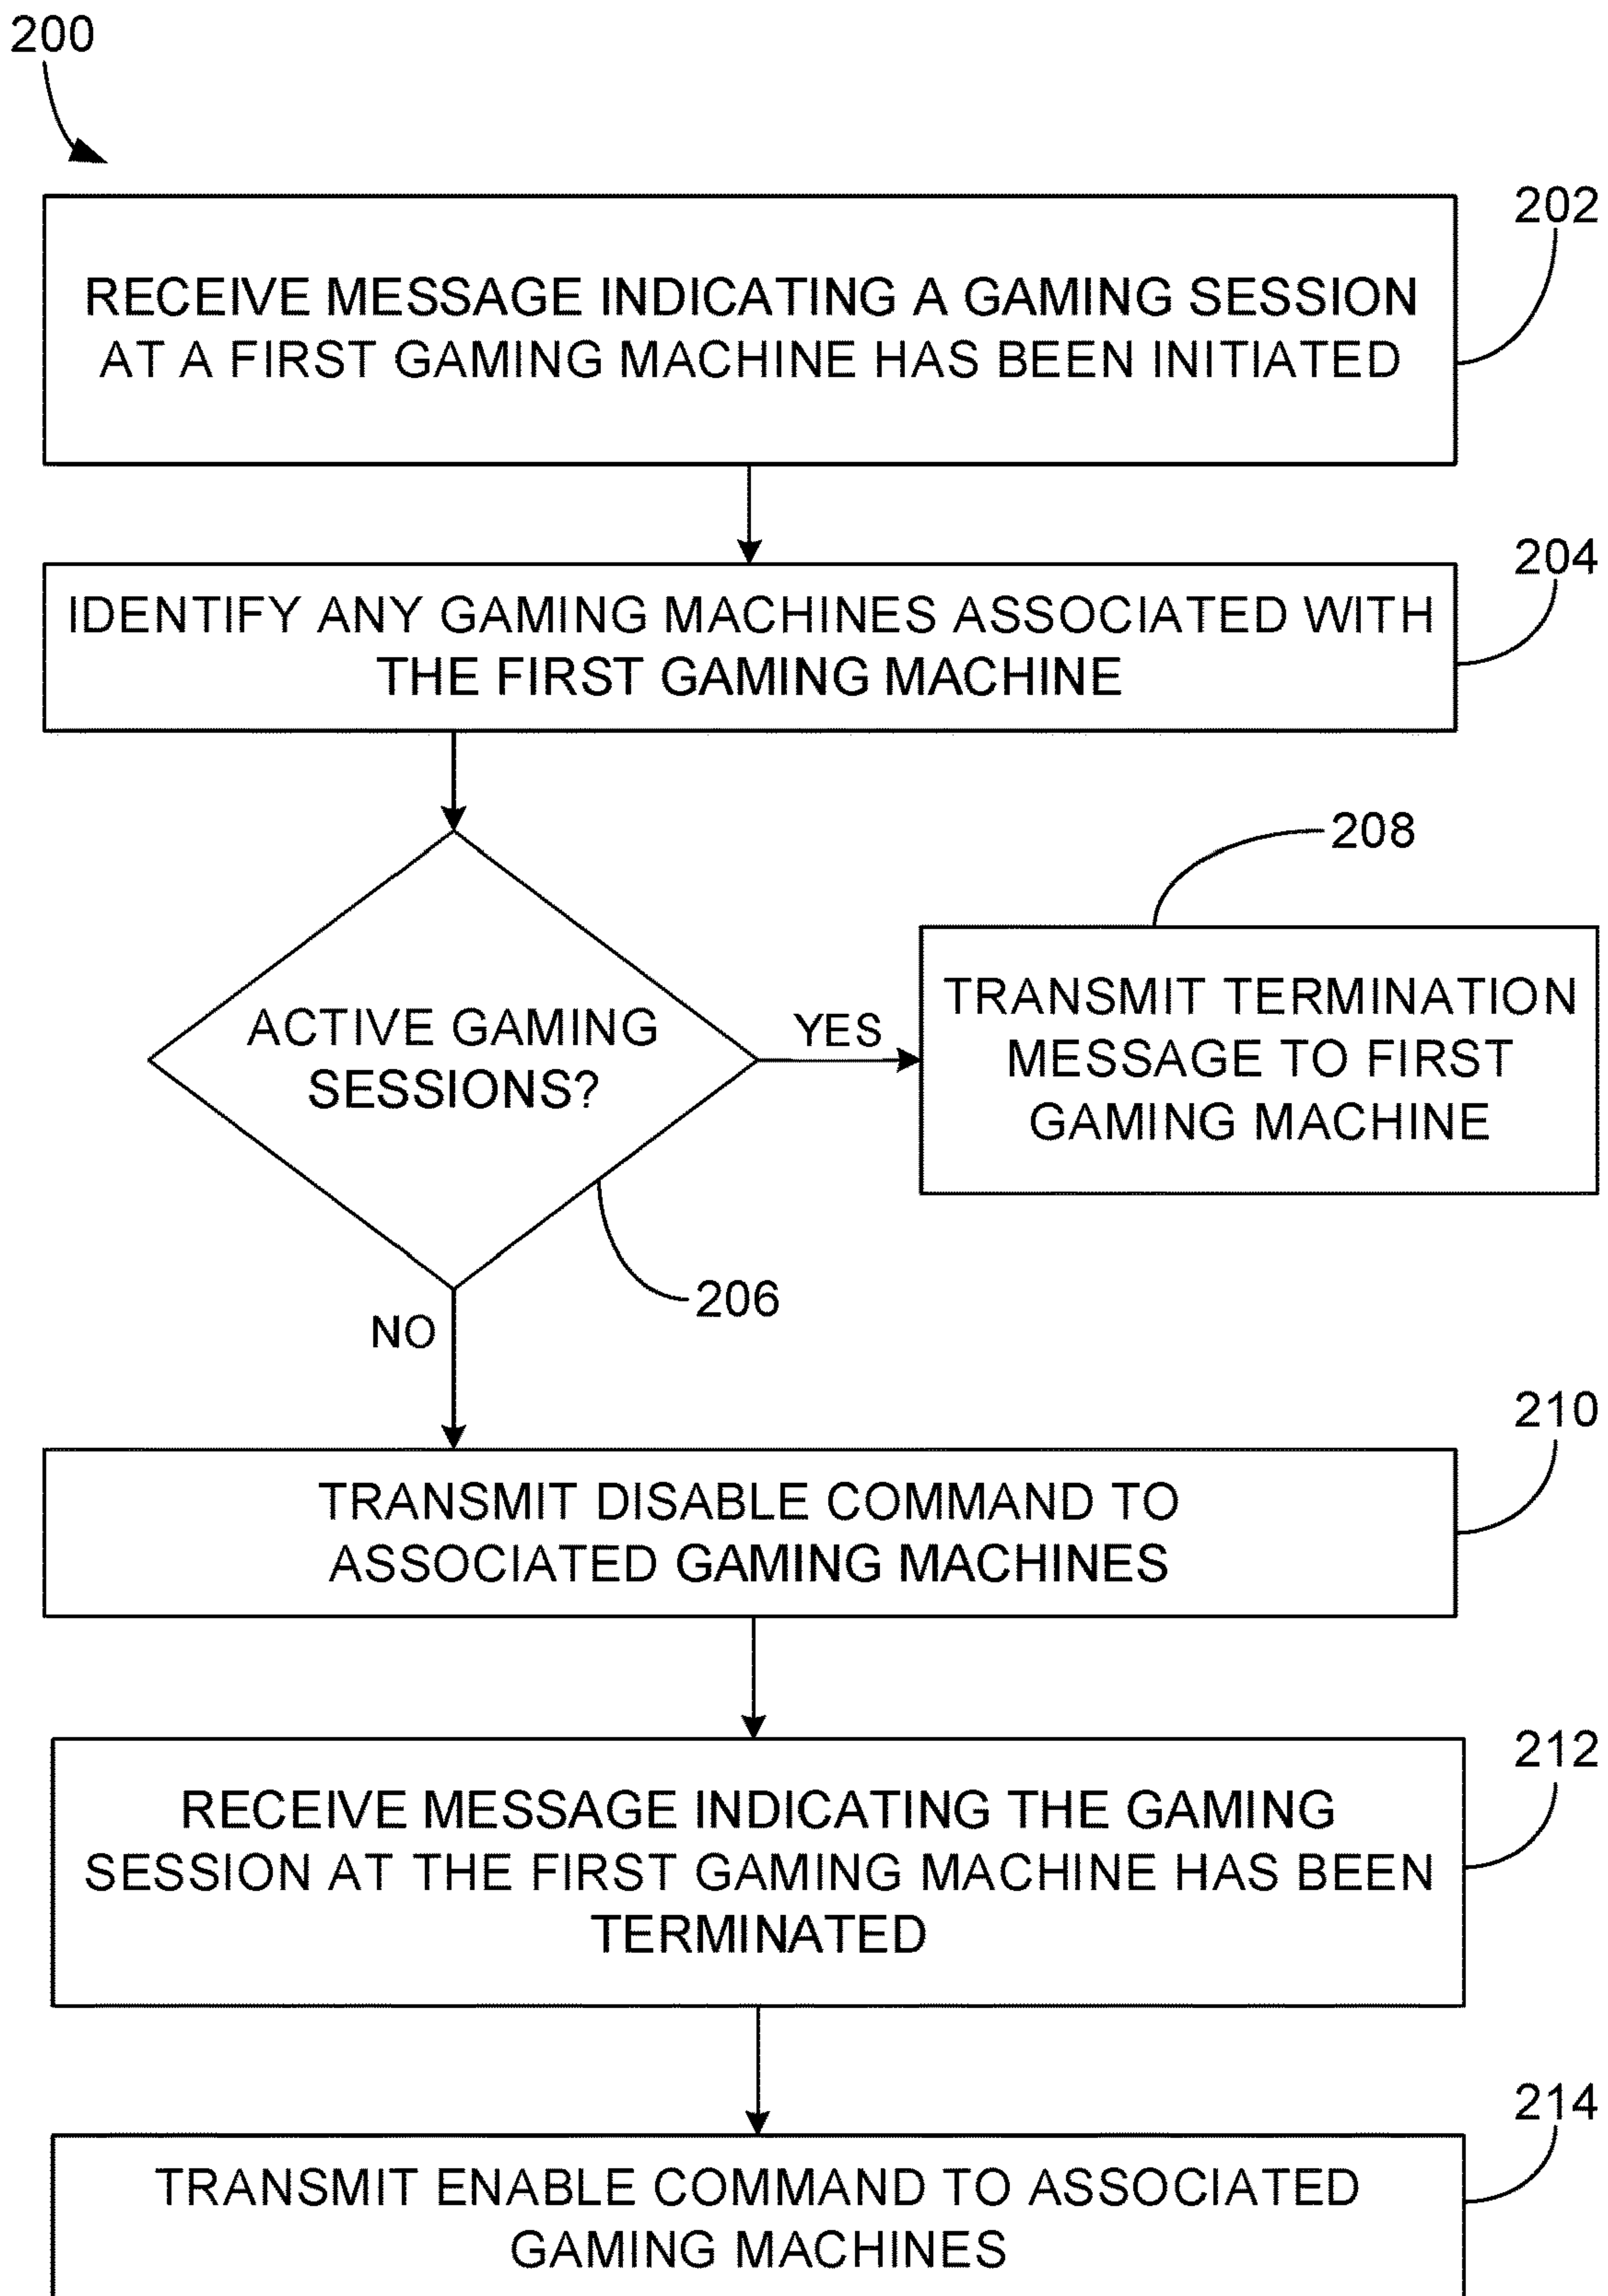 200
202
RECEIVE MESSAGE INDICATING A GAMING SESSION
AT A FIRST GAMING MACHINE HAS BEEN INITIATED
204
IDENTIFY ANY GAMING MACHINES ASSOCIATED WITH
THE FIRST GAMING MACHINE
208
ACTIVE GAMING
SESSIONS?
YES
TRANSMIT TERMINATION
MESSAGE TO FIRST
GAMING MACHINE
206
NO
210
TRANSMIT DISABLE COMMAND TO
ASSOCIATED GAMING MACHINES
212
RECEIVE MESSAGE INDICATING THE GAMING
SESSION AT THE FIRST GAMING MACHINE HAS BEEN
TERMINATED
214
TRANSMIT ENABLE COMMAND TO ASSOCIATED
GAMING MACHINES